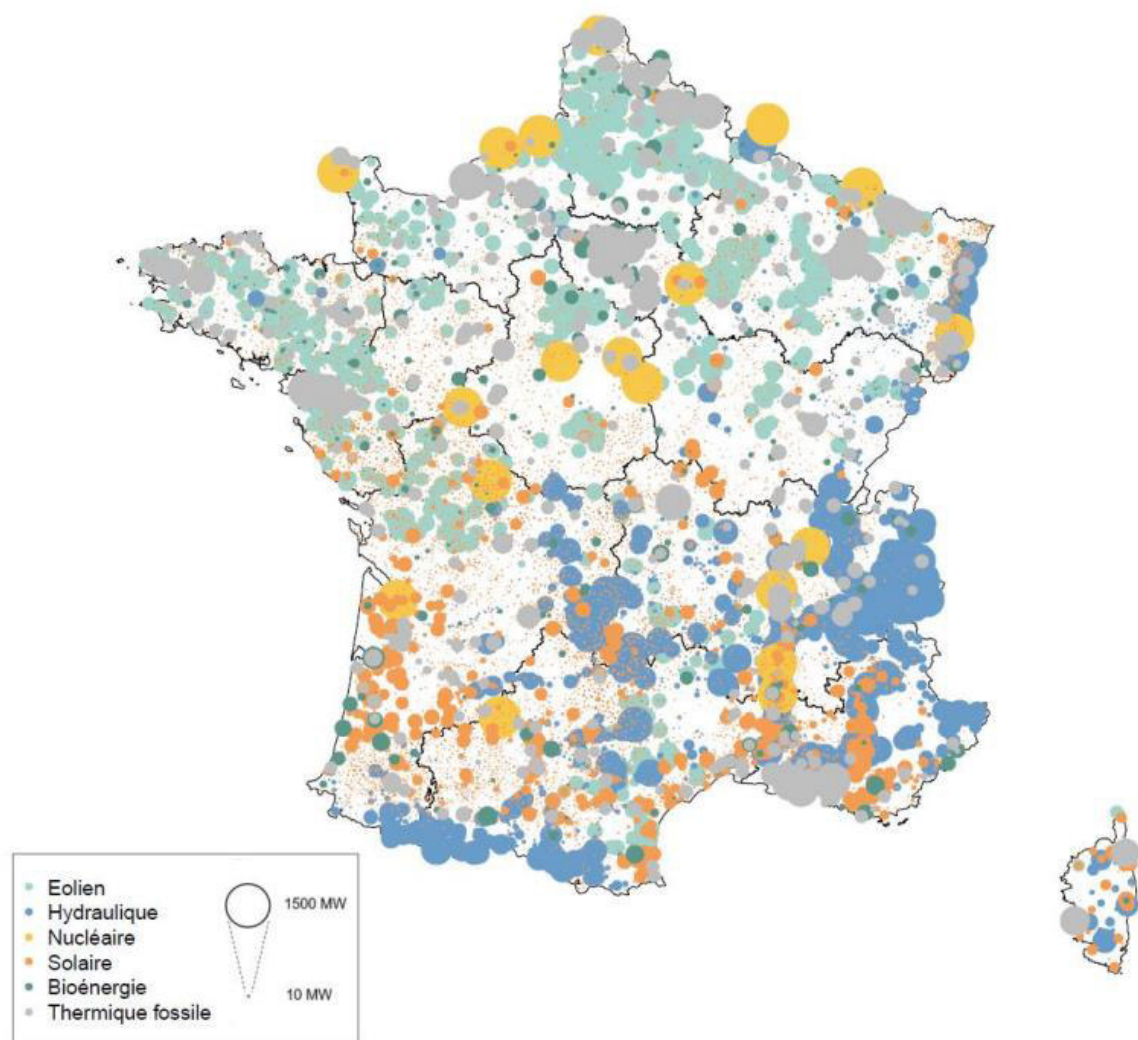 Eolien
Hydraulique
Nucléaire
Solaire
Bioénergie
Thermique fossile
1500 MW
10 MW